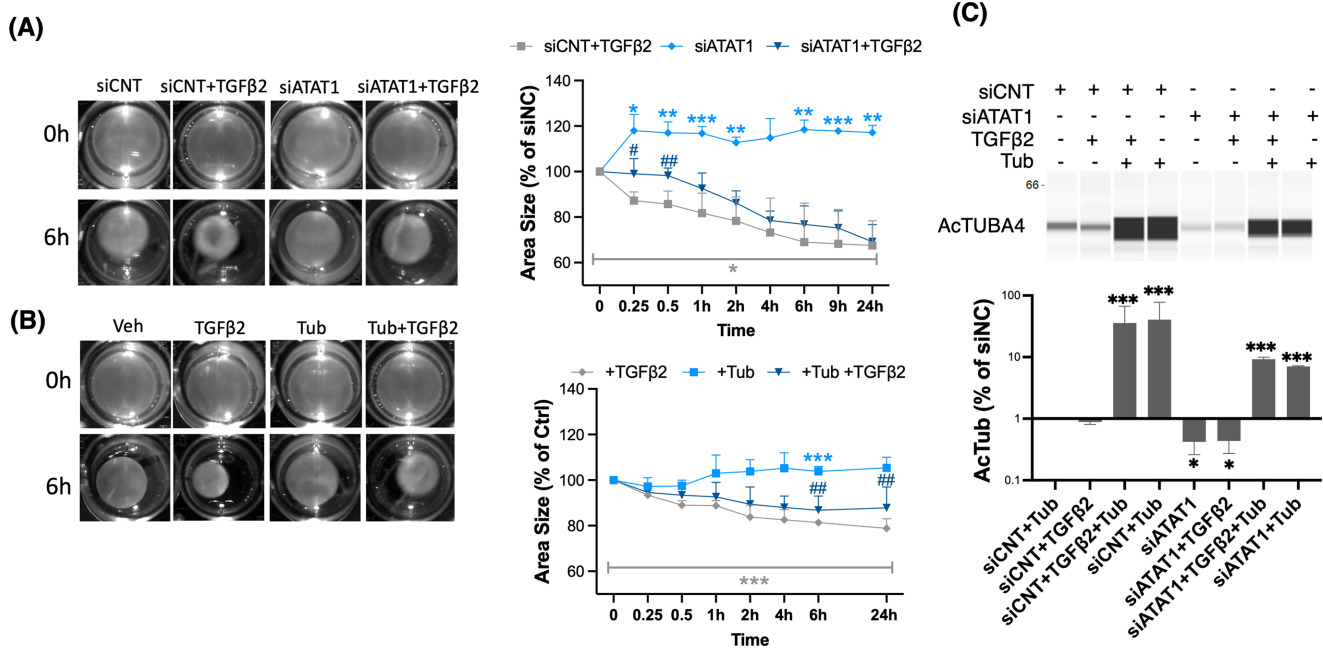 (A)
siCNT siCNT+TGFβ2 siATAT1 siATAT1+TGFβ2
0h
6h
siCNT+TGFβ2 siATAT1 siATAT1+TGFβ2
Area Size (% of siNC)
140
120
100
80
60
* ** *** ** ** *** **
# ##
*
0 0.25 0.5 1h 2h 4h 6h 9h 24h
Time
(B)
Veh TGFβ2 Tub Tub+TGFβ2
0h
6h
+TGFβ2 +Tub +Tub +TGFβ2
Area Size (% of Ctrl)
140
120
100
80
60
***
## ##
***
0 0.25 0.5 1h 2h 4h 6h 24h
Time
(C)
siCNT + + + + - - - -
siATAT1 - - - - + + + +
TGFβ2 - + + - - + + -
Tub - - + + - - + +
66 -
AcTUBA4
AcTub (% of siNC)
100
10
1
0.1
*** *** * * *** ***
siCNT+Tub
siCNT+TGFβ2
siCNT+TGFβ2+Tub
siCNT+Tub
siATAT1
siATAT1+TGFβ2
siATAT1+TGFβ2+Tub
siATAT1+Tub